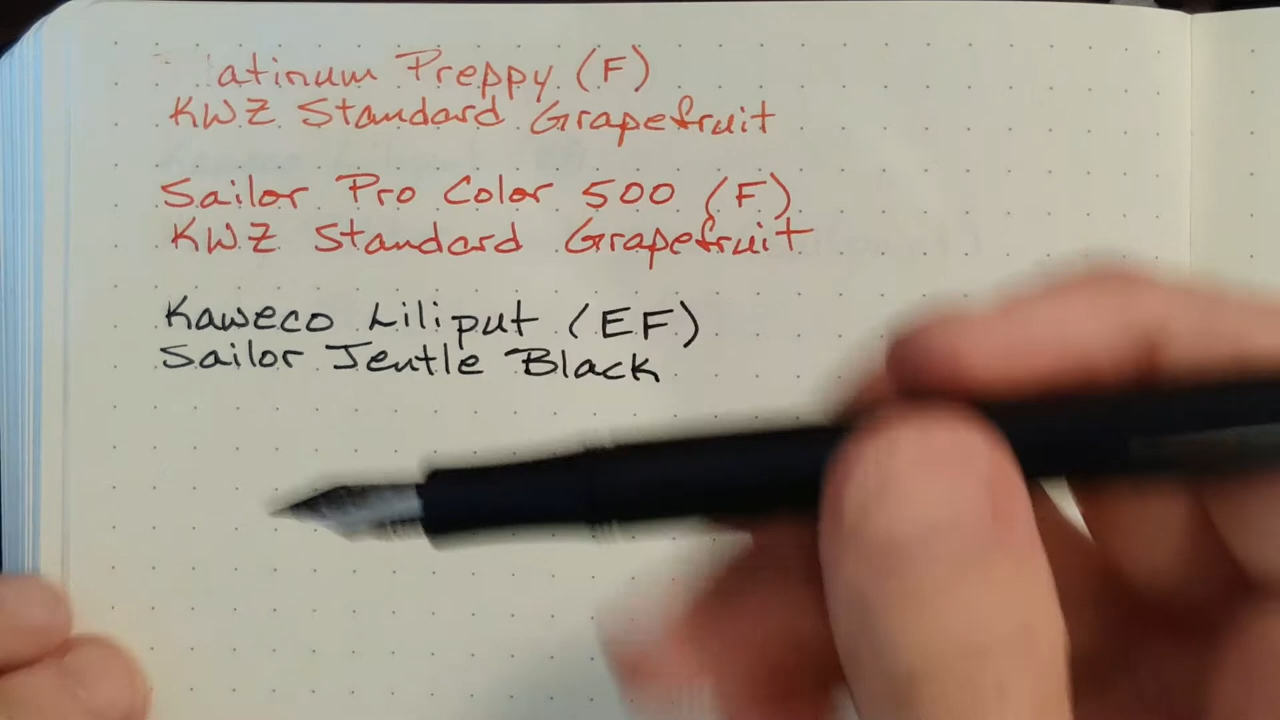 atinum Preppy (F)
KWZ Standard Grapefruit
Sailor Pro Color 500 (F)
KWZ Standard Grapefruit
Kaweco Liliput (EF)
Sailor Jentle Black